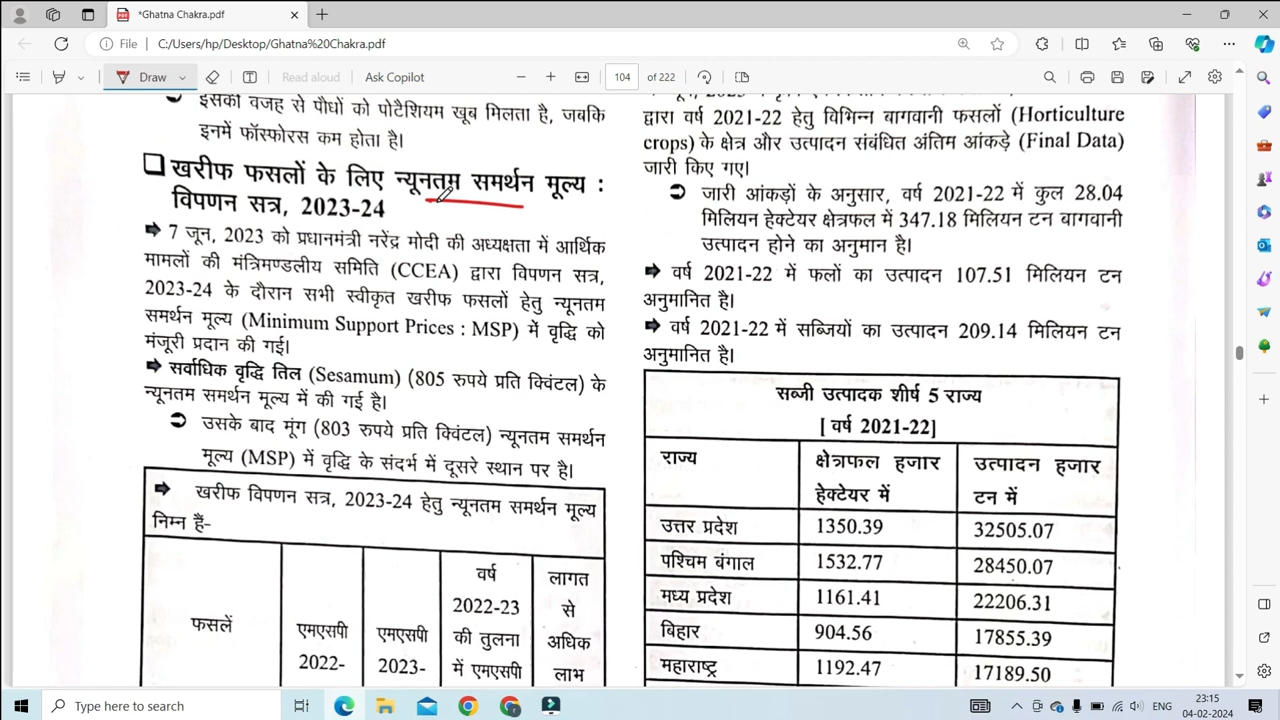 *Ghatna Chakra.pdf
File
C:/Users/hp/Desktop/Ghatna%20Chakra.pdf
Draw
Read aloud
Ask Copilot
104
of 222
इसकी वजह से पौधों को पोटैशियम खूब मिलता है, जबकि
इनमें फॉस्फोरस कम होता है।
खरीफ फसलों के लिए न्यूनतम समर्थन मूल्य :
विपणन सत्र, 2023-24
7 जून, 2023 को प्रधानमंत्री नरेंद्र मोदी की अध्यक्षता में आर्थिक
मामलों की मंत्रिमण्डलीय समिति (CCEA) द्वारा विपणन सत्र,
2023-24 के दौरान सभी स्वीकृत खरीफ फसलों हेतु न्यूनतम
समर्थन मूल्य (Minimum Support Prices : MSP) में वृद्धि को
मंजूरी प्रदान की गई।
सर्वाधिक वृद्धि तिल (Sesamum) (805 रुपये प्रति क्विंटल) के
न्यूनतम समर्थन मूल्य में की गई है।
उसके बाद मूंग (803 रुपये प्रति क्विंटल) न्यूनतम समर्थन
मूल्य (MSP) में वृद्धि के संदर्भ में दूसरे स्थान पर है।
खरीफ विपणन सत्र, 2023-24 हेतु न्यूनतम समर्थन मूल्य
निम्न हैं-
फसलें
एमएसपी
2022-
एमएसपी
2023-
वर्ष
2022-23
की तुलना
में एमएसपी
लागत
से
अधिक
लाभ
द्वारा वर्ष 2021-22 हेतु विभिन्न बागवानी फसलों (Horticulture
crops) के क्षेत्र और उत्पादन संबंधित अंतिम आंकड़े (Final Data)
जारी किए गए।
जारी आंकड़ों के अनुसार, वर्ष 2021-22 में कुल 28.04
मिलियन हेक्टेयर क्षेत्रफल में 347.18 मिलियन टन बागवानी
उत्पादन होने का अनुमान है।
वर्ष 2021-22 में फलों का उत्पादन 107.51 मिलियन टन
अनुमानित है।
वर्ष 2021-22 में सब्जियों का उत्पादन 209.14 मिलियन टन
अनुमानित है।
सब्जी उत्पादक शीर्ष 5 राज्य
[ वर्ष 2021-22]
राज्य
क्षेत्रफल हजार
हेक्टेयर में
उत्पादन हजार
टन में
उत्तर प्रदेश 1350.39 32505.07
पश्चिम बंगाल 1532.77 28450.07
मध्य प्रदेश 1161.41 22206.31
बिहार 904.56 17855.39
महाराष्ट्र 1192.47 17189.50
Type here to search
ENG
23:15
04-02-2024